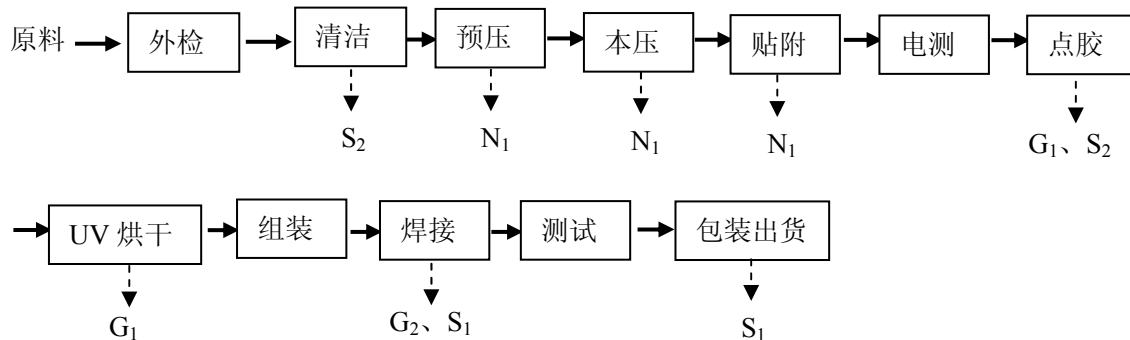 原料 外检 清洁 预压 本压 贴附 电测 点胶
S₂ N₁ N₁ N₁ G₁、S₂
UV 烘干 组装 焊接 测试 包装出货
G₁ G₂、S₁ S₁